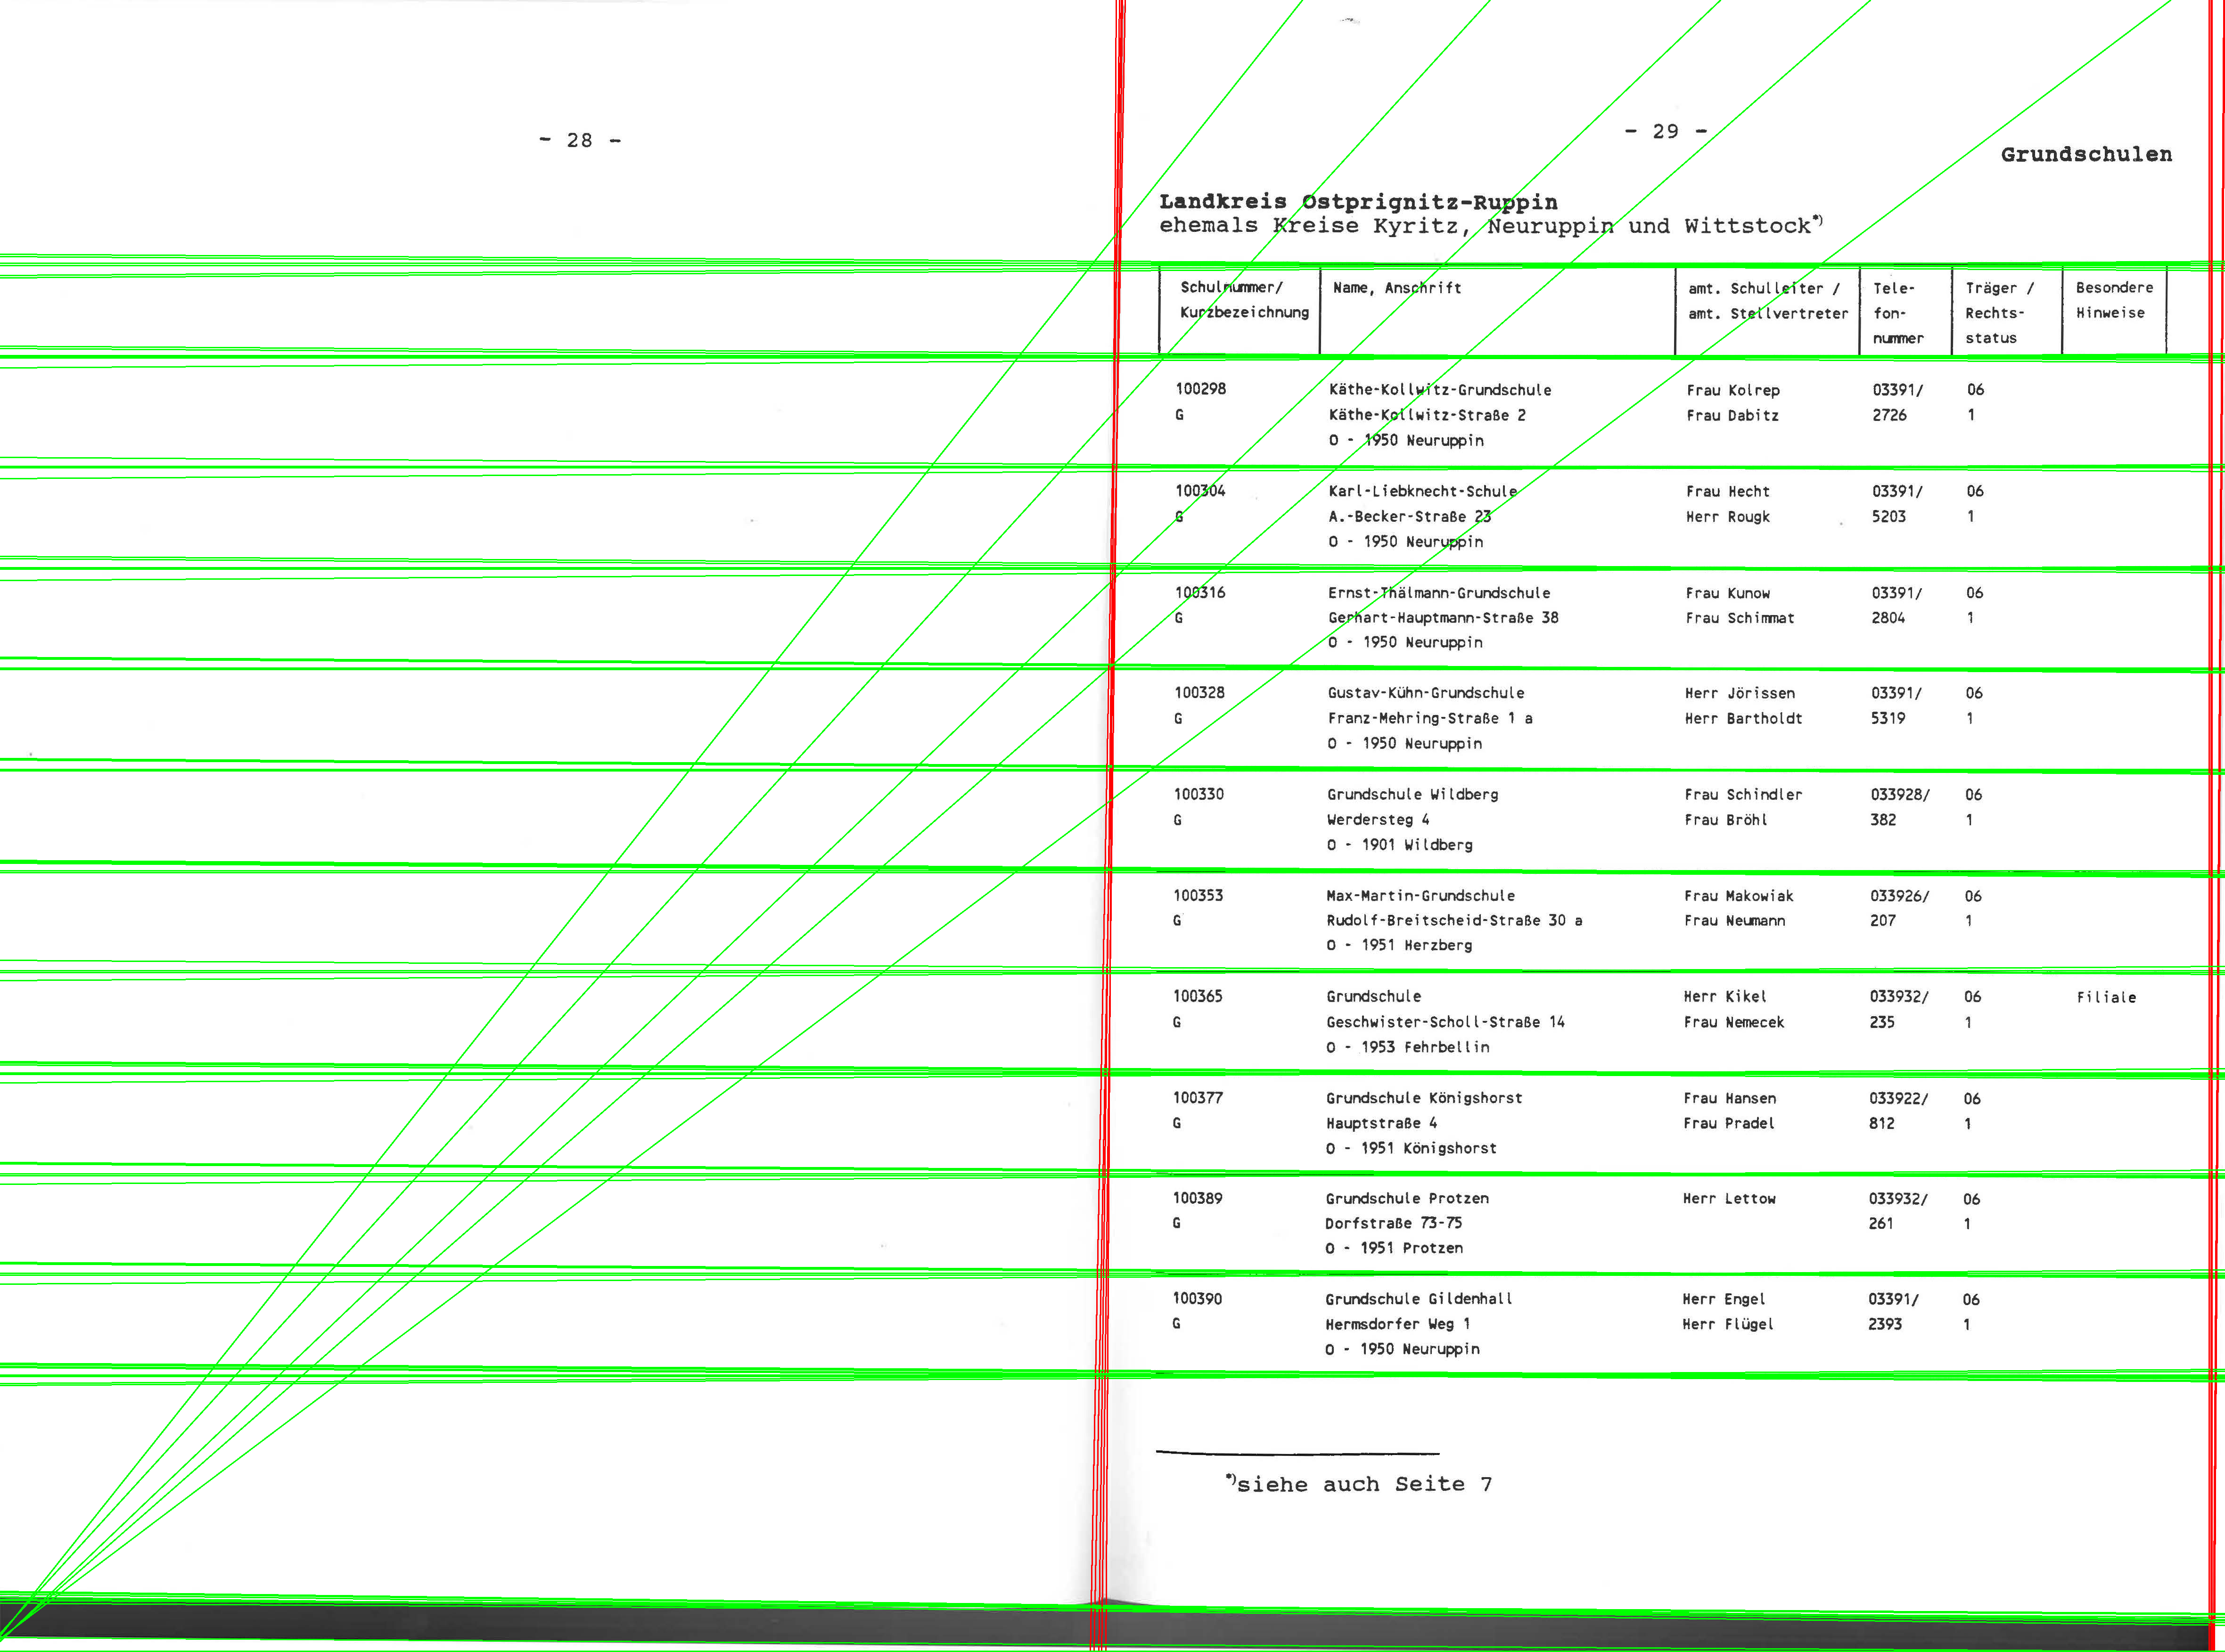 - 28 -
- 29 -
Grundschulen
Landkreis Ostprignitz-Ruppin
ehemals Kreise Kyritz, Neuruppin und Wittstock*)
Schulnummer/ Name, Anschrift amt. Schulleiter / Tele- Träger / Besondere
Kurzbezeichnung amt. Stellvertreter fon- Rechts- Hinweise
nummer status
100298 Käthe-Kollwitz-Grundschule Frau Kolrep 03391/ 06
G Käthe-Kollwitz-Straße 2 Frau Dabitz 2726 1
O - 1950 Neuruppin
100304 Karl-Liebknecht-Schule Frau Hecht 03391/ 06
G A.-Becker-Straße 23 Herr Rougk 5203 1
O - 1950 Neuruppin
100316 Ernst-Thälmann-Grundschule Frau Kunow 03391/ 06
G Gerhart-Hauptmann-Straße 38 Frau Schimmat 2804 1
O - 1950 Neuruppin
100328 Gustav-Kühn-Grundschule Herr Jörissen 03391/ 06
G Franz-Mehring-Straße 1 a Herr Bartholdt 5319 1
O - 1950 Neuruppin
100330 Grundschule Wildberg Frau Schindler 033928/ 06
G Werdersteg 4 Frau Bröhl 382 1
O - 1901 Wildberg
100353 Max-Martin-Grundschule Frau Makowiak 033926/ 06
G Rudolf-Breitscheid-Straße 30 a Frau Neumann 207 1
O - 1951 Herzberg
100365 Grundschule Herr Kikel 033932/ 06 Filiale
G Geschwister-Scholl-Straße 14 Frau Nemecek 235 1
O - 1953 Fehrbellin
100377 Grundschule Königshorst Frau Hansen 033922/ 06
G Hauptstraße 4 Frau Pradel 812 1
O - 1951 Königshorst
100389 Grundschule Protzen Herr Lettow 033932/ 06
G Dorfstraße 73-75 261 1
O - 1951 Protzen
100390 Grundschule Gildenhall Herr Engel 03391/ 06
G Hermsdorfer Weg 1 Herr Flügel 2393 1
O - 1950 Neuruppin
*)siehe auch Seite 7